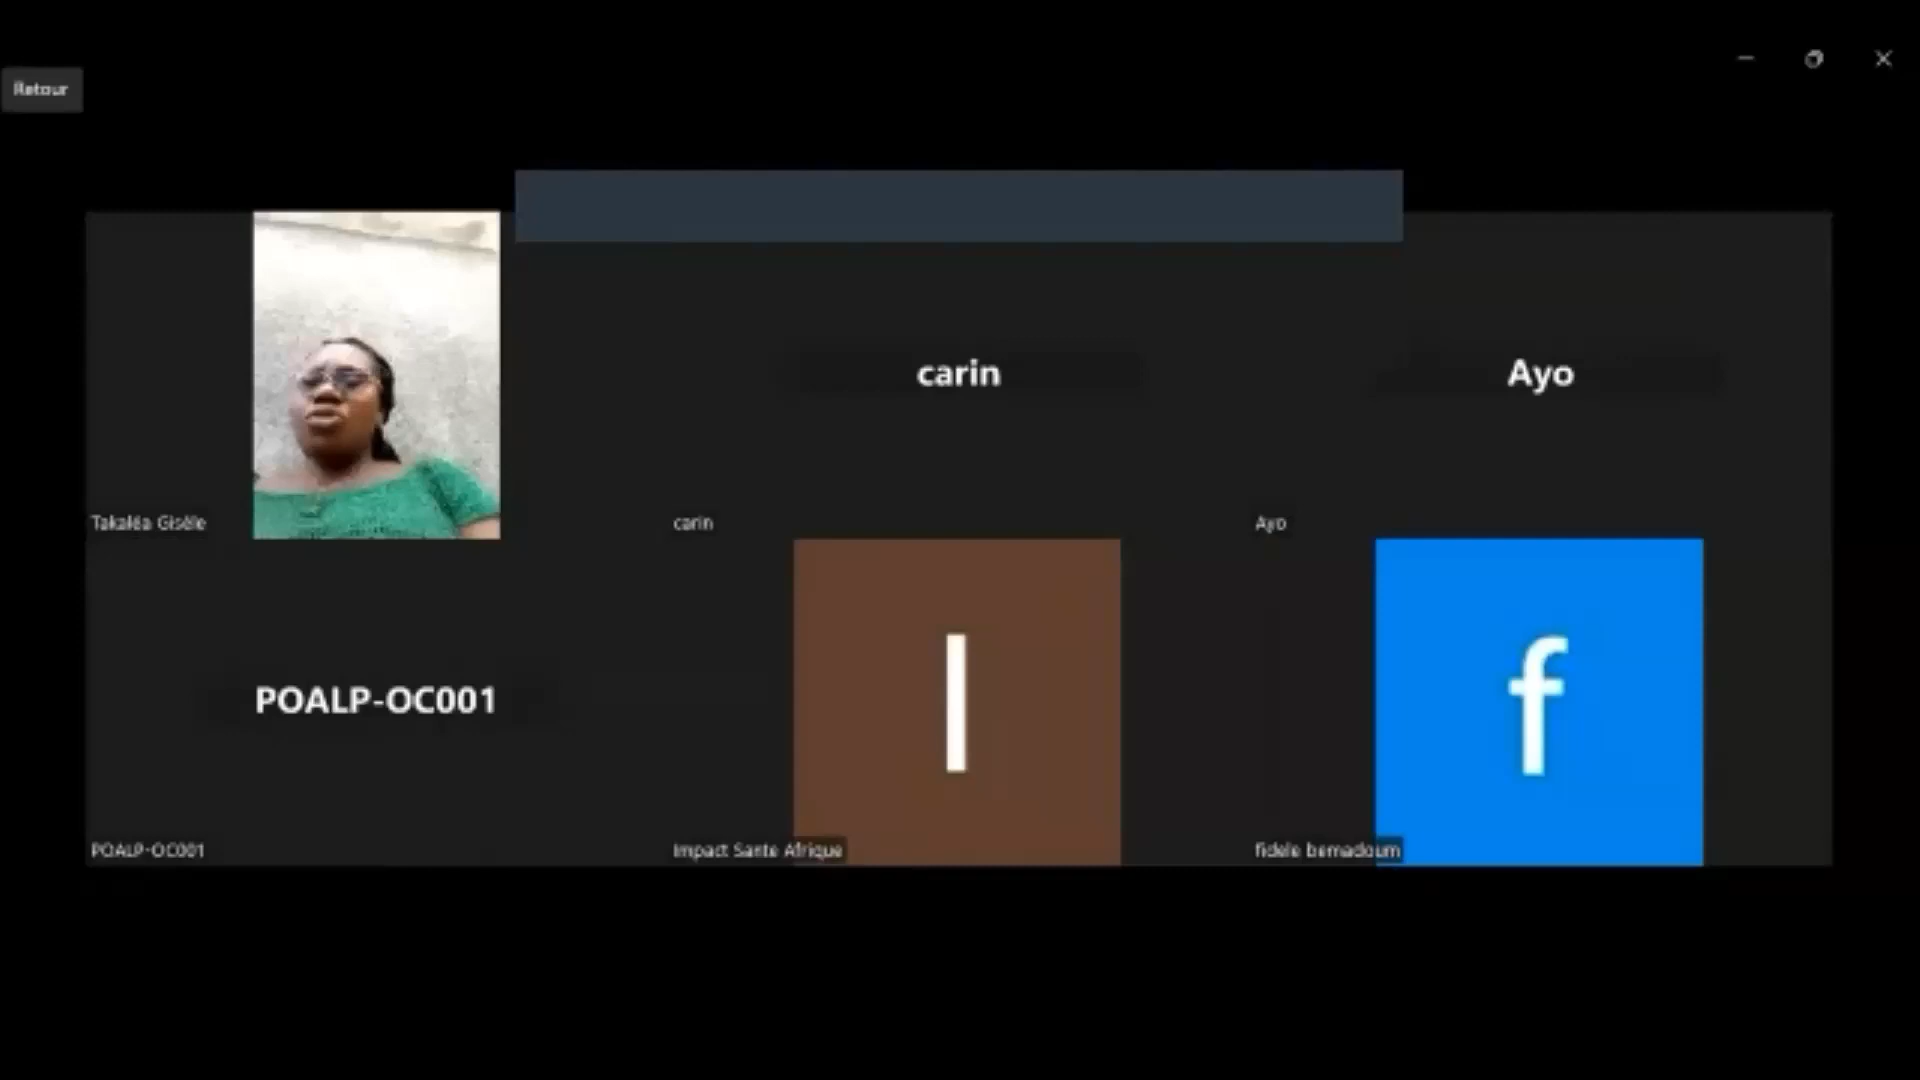 Retour
carin
Ayo
Takaléa Gisèle
carin
Ayo
POALP-OC001
I
f
POALP-OC001
Impact Sante Afrique
fidele bemadoum